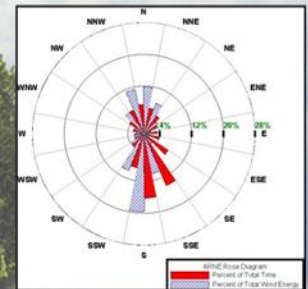 N
NNW
NNE
NW
NE
WNW
ENE
W
4%
12%
20%
28%
E
WSW
ESE
SW
SE
SSW
SSE
S
ARNE Rose Diagram
Percent of Total Time
Percent of Total Wind Energy